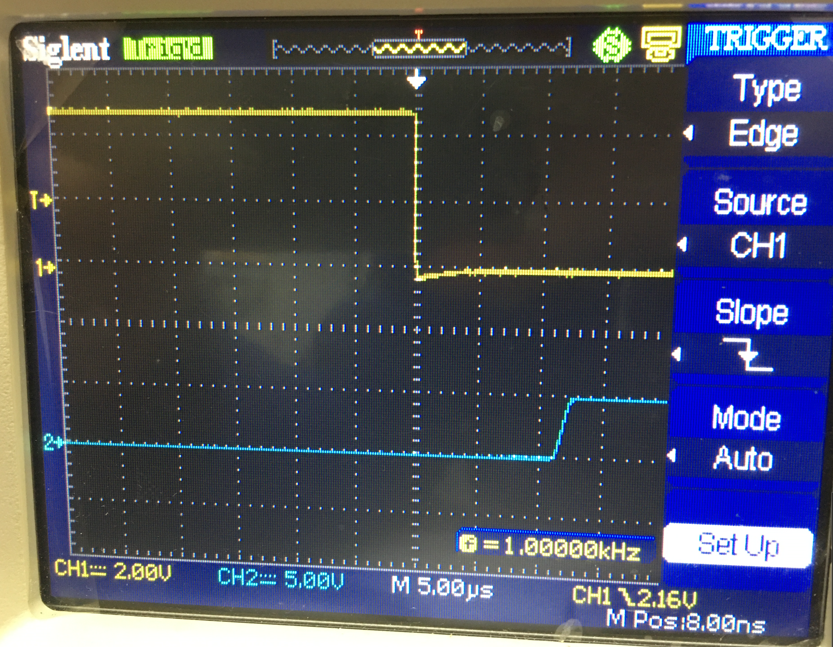 Siglent Trig'd T S TRIGGER
Type
Edge
T
Source
CH1
1
Slope
Mode
Auto
2
f = 1.00000kHz
Set Up
CH1 2.00V CH2 5.00V M 5.00µs CH1 2.16V
M Pos:8.00ns